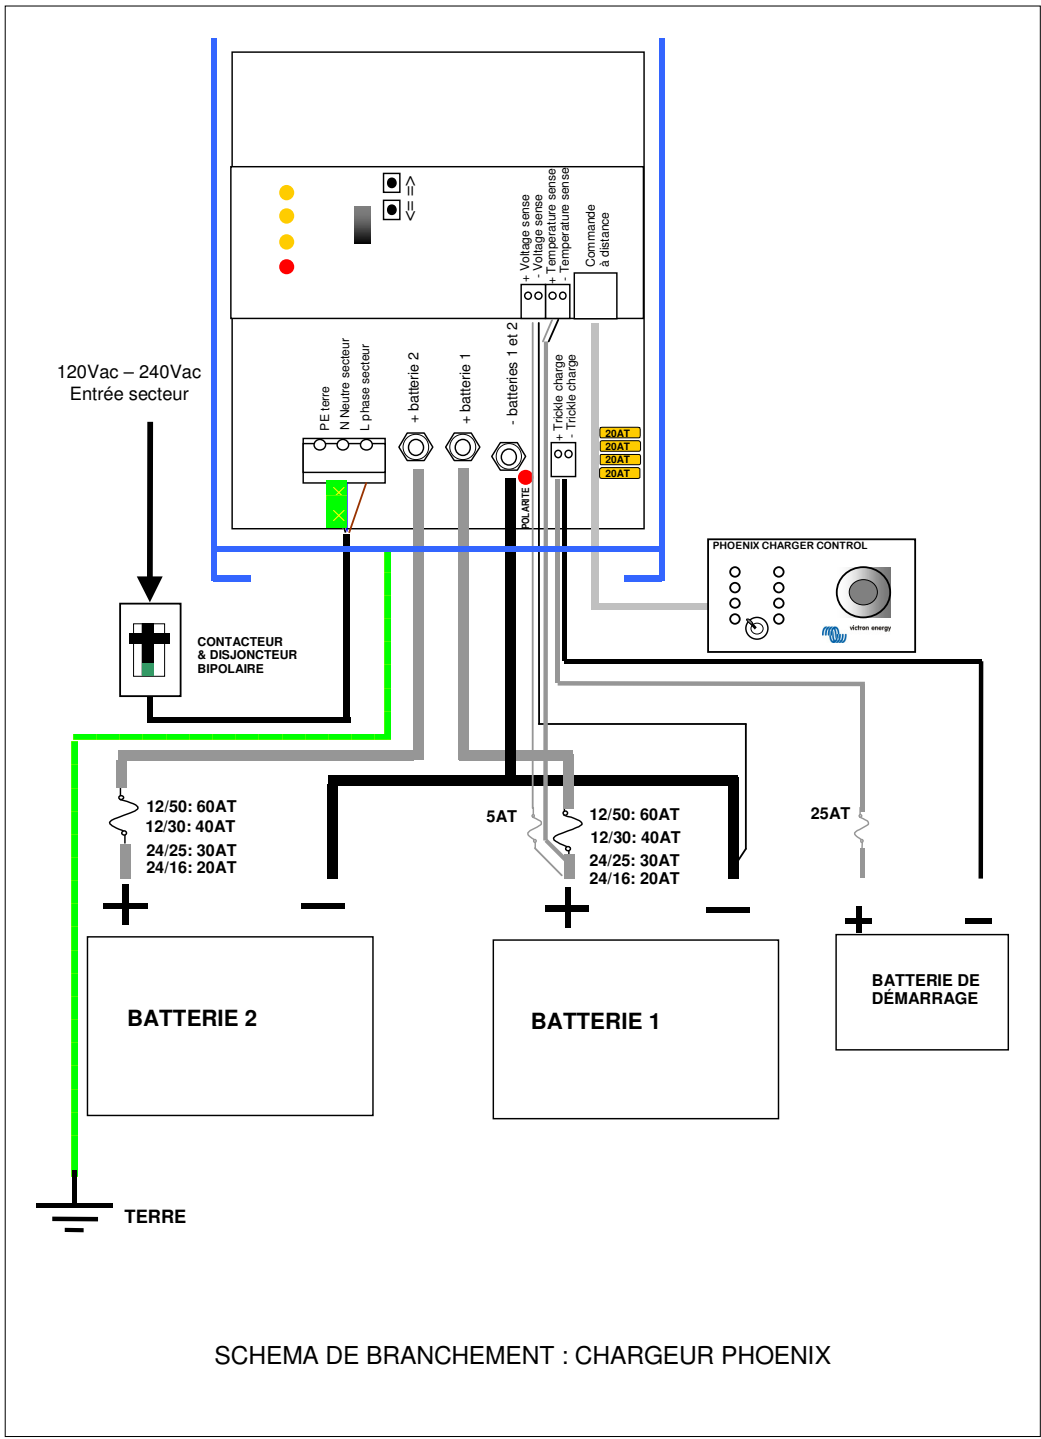 + Voltage sense
- Voltage sense
+ Temperature sense
- Temperature sense
Commande
à distance
=>
<=
120Vac – 240Vac
Entrée secteur
PE terre
N Neutre secteur
L phase secteur
+ batterie 2
+ batterie 1
- batteries 1 et 2
+ Trickle charge
- Trickle charge
20AT
20AT
20AT
20AT
POLARITE
PHOENIX CHARGER CONTROL
victron energy
CONTACTEUR
& DISJONCTEUR
BIPOLAIRE
12/50: 60AT
12/30: 40AT
24/25: 30AT
24/16: 20AT
5AT
12/50: 60AT
12/30: 40AT
24/25: 30AT
24/16: 20AT
25AT
+ –
+ –
+ –
BATTERIE 2
BATTERIE 1
BATTERIE DE
DÉMARRAGE
TERRE
SCHEMA DE BRANCHEMENT : CHARGEUR PHOENIX